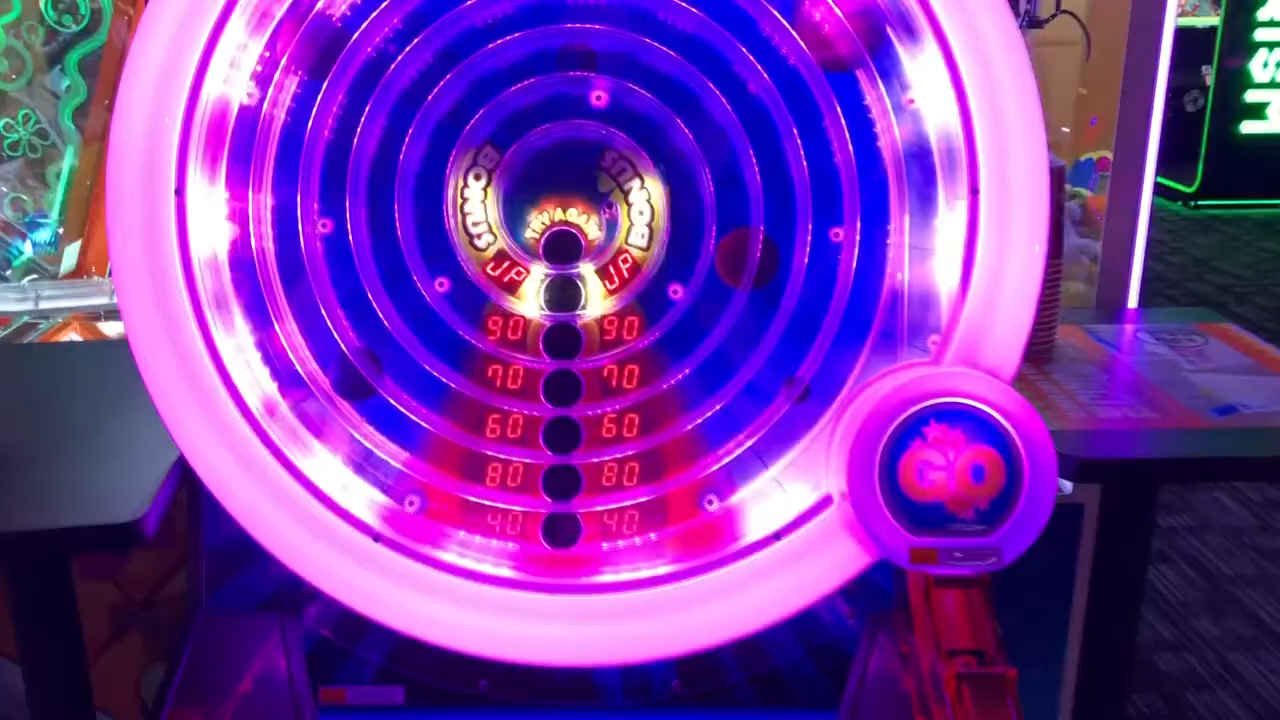 BONUS BONUS
TRY AGAIN
JP JP
90 90
70 70
60 60
80 80
40 40
GO